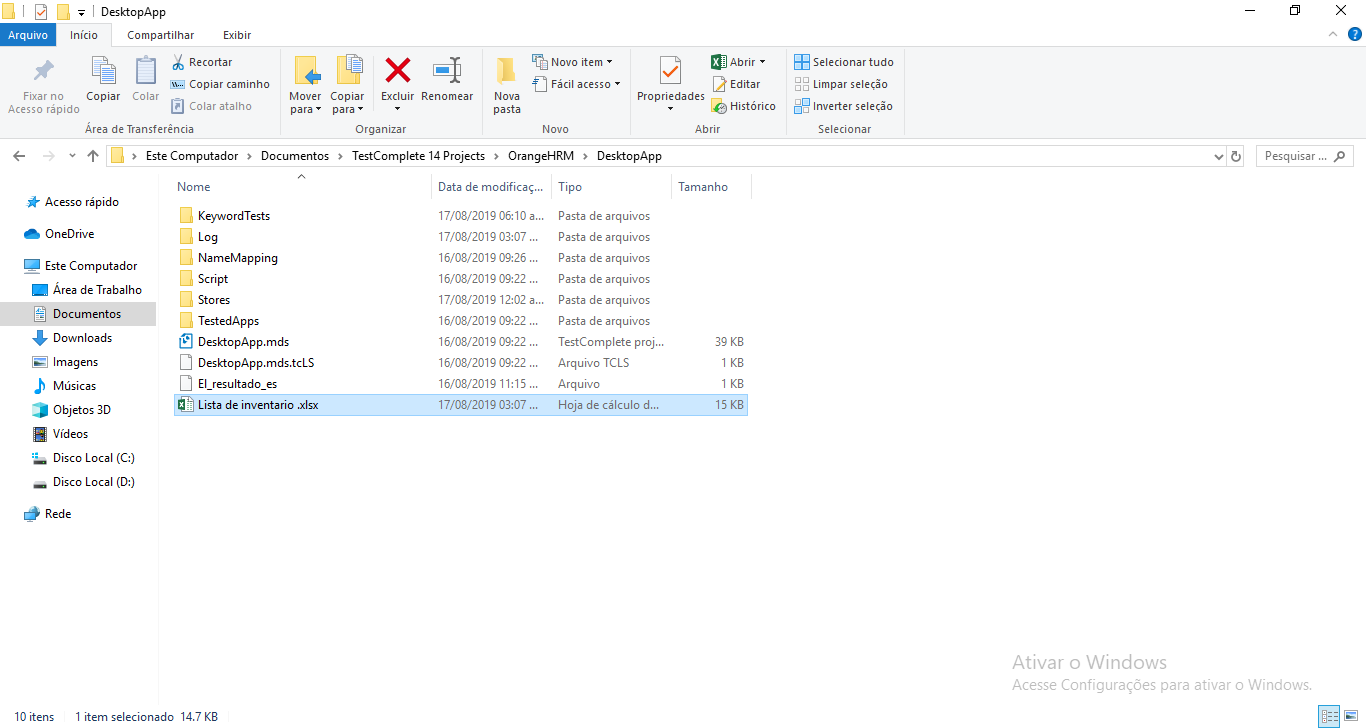 DesktopApp
Arquivo Início Compartilhar Exibir
Fixar no Acesso rápido
Copiar
Colar
Recortar
Copiar caminho
Colar atalho
Área de Transferência
Mover para
Copiar para
Excluir
Renomear
Organizar
Nova pasta
Novo item
Fácil acesso
Novo
Propriedades
Abrir
Editar
Histórico
Abrir
Selecionar tudo
Limpar seleção
Inverter seleção
Selecionar
Este Computador > Documentos > TestComplete 14 Projects > OrangeHRM > DesktopApp
Pesquisar ...
Acesso rápido
OneDrive
Este Computador
Área de Trabalho
Documentos
Downloads
Imagens
Músicas
Objetos 3D
Vídeos
Disco Local (C:)
Disco Local (D:)
Rede
Nome Data de modificaç... Tipo Tamanho
KeywordTests 17/08/2019 06:10 a... Pasta de arquivos
Log 17/08/2019 03:07 ... Pasta de arquivos
NameMapping 16/08/2019 09:26 ... Pasta de arquivos
Script 16/08/2019 09:22 ... Pasta de arquivos
Stores 17/08/2019 12:02 a... Pasta de arquivos
TestedApps 16/08/2019 09:22 ... Pasta de arquivos
DesktopApp.mds 16/08/2019 09:22 ... TestComplete proj... 39 KB
DesktopApp.mds.tcLS 16/08/2019 09:22 ... Arquivo TCLS 1 KB
El_resultado_es 16/08/2019 11:15 ... Arquivo 1 KB
Lista de inventario .xlsx 17/08/2019 03:07 ... Hoja de cálculo d... 15 KB
Ativar o Windows
Acesse Configurações para ativar o Windows.
10 itens 1 item selecionado 14.7 KB